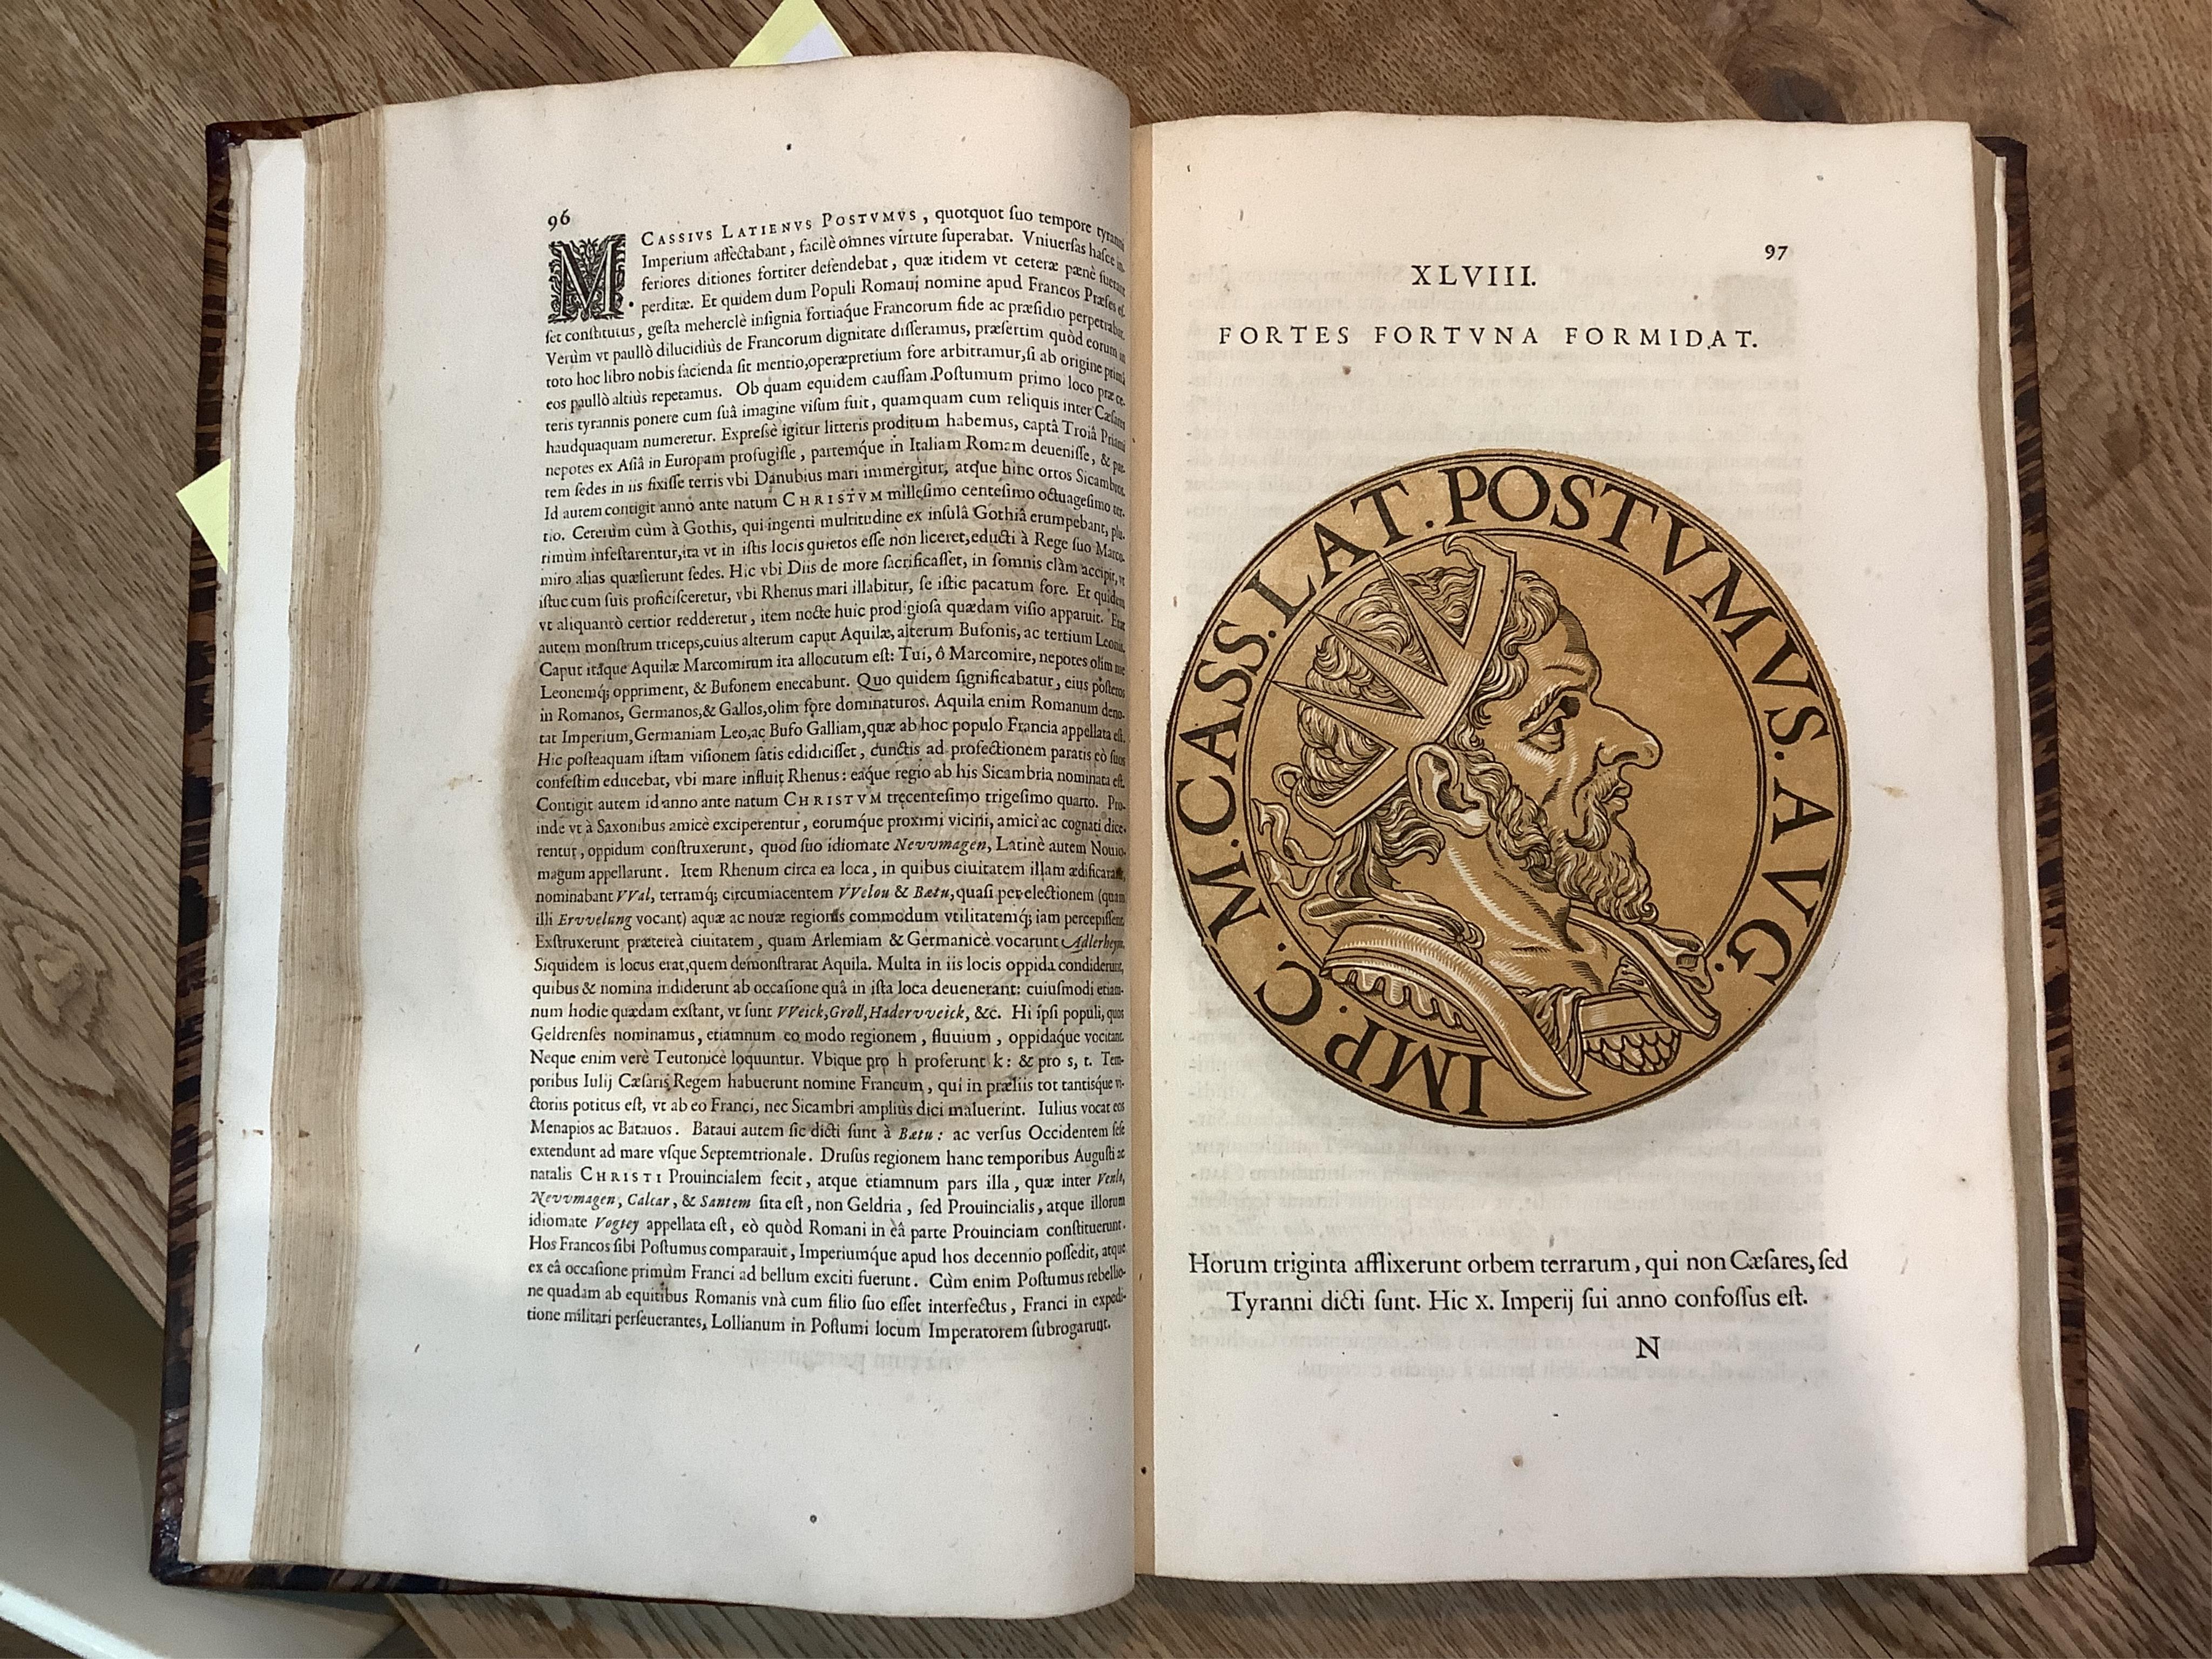 96
M. CASSIVS LATIENVS POSTVMVS, quotquot ſuo tempore tyranni
Imperium affectabant, facilè omnes virtute ſuperabat. Vniuerſas haſce in-
feriores ditiones fortiter defendebat, quæ itidem vt ceteræ pænè fuerant
perditæ. Et quidem dum Populi Romani nomine apud Francos Præſes eſ-
ſet conſtitutus, geſta meherclè inſignia fortiaque Francorum fide ac præſidio perpetrabat.
Verùm vt paullò dilucidiùs de Francorum dignitate diſſeramus, præſertim quòd eorum in
toto hoc libro nobis facienda ſit mentio, operæpretium fore arbitramur, ſi ab origine primâ
eos paullò altiùs repetamus. Ob quam equidem cauſſam Poſtumum primo loco præ ce-
teris tyrannis ponere cum ſuâ imagine viſum fuit, quamquam cum reliquis inter Cæſares
haudquaquam numeretur. Expreſsè igitur litteris proditum habemus, captâ Troiâ Priami
nepotes ex Aſiâ in Europam profugiſſe, partemque in Italiam Romam deueniſſe, & par-
tem ſedes in iis fixiſſe terris vbi Danubius mari immergitur, atque hinc ortos Sicambros.
Id autem contigit anno ante natum CHRISTVM milleſimo centeſimo octuageſimo ter-
tio. Ceterùm cùm à Gothis, qui ingenti multitudine ex inſulâ Gothiâ erumpebant, plu-
rimùm infeſtarentur, ita vt in iſtis locis quietos eſſe non liceret, educti à Rege ſuo Marco-
miro alias quæſierunt ſedes. Hic vbi Diis de more ſacrificaſſet, in ſomnis clàm accipit, vt
iſtuc cum ſuis proficiſceretur, vbi Rhenus mari illabitur, ſe iſtic pacatum fore. Et quidem
vt aliquantò certior redderetur, item nocte huic prodigioſa quædam viſio apparuit. Erat
autem monſtrum triceps, cuius alterum caput Aquilæ, alterum Bufonis, ac tertium Leonis.
Caput itaque Aquilæ Marcomirum ita allocutum eſt: Tui, ô Marcomire, nepotes olim me
Leonemq́; oppriment, & Bufonem enecabunt. Quo quidem ſignificabatur, eius poſteros
in Romanos, Germanos, & Gallos, olim fore dominaturos. Aquila enim Romanum deno-
tat Imperium, Germaniam Leo, ac Bufo Galliam, quæ ab hoc populo Francia appellata eſt.
Hic poſteaquam iſtam viſionem ſatis edidiciſſet, cunctis ad profectionem paratis eò ſuos
confeſtim educebat, vbi mare influit Rhenus: eáque regio ab his Sicambria nominata eſt.
Contigit autem id anno ante natum CHRISTVM trecenteſimo trigeſimo quarto. Pro-
inde vt à Saxonibus amicè exciperentur, eorumque proximi vicini, amici ac cognati dice-
rentur, oppidum conſtruxerunt, quod ſuo idiomate Nevvmagen, Latinè autem Nouio-
magum appellarunt. Item Rhenum circa ea loca, in quibus ciuitatem illam ædificarant,
nominabant VVal, terramq́; circumiacentem VVelou & Bætu, quaſi per electionem (quam
illi Ervvelung vocant) aquæ ac nouæ regionis commodum vtilitatemq́; iam percepiſſent.
Exſtruxerunt prætereà ciuitatem, quam Arlemiam & Germanicè vocarunt Adlerheym.
Siquidem is locus erat, quem demonſtrarat Aquila. Multa in iis locis oppida condiderunt,
quibus & nomina indiderunt ab occaſione quâ in iſta loca deuenerant: cuiuſmodi etiam-
num hodie quædam exſtant, vt ſunt VVeick, Groll, Hadervveick, &c. Hi ipſi populi, quos
Geldrenſes nominamus, etiamnum eo modo regionem, fluuium, oppidaque vocitant.
Neque enim verè Teutonicè loquuntur. Vbique pro h proferunt k: & pro s, t. Tem-
poribus Iulij Cæſaris Regem habuerunt nomine Francum, qui in præliis tot tantiſque vi-
ctoriis potitus eſt, vt ab eo Franci, nec Sicambri ampliùs dici maluerint. Iulius vocat eos
Menapios ac Batauos. Bataui autem ſic dicti ſunt à Bætu: ac verſus Occidentem ſeſe
extendunt ad mare vſque Septemtrionale. Druſus regionem hanc temporibus Auguſti ac
natalis CHRISTI Prouincialem fecit, atque etiamnum pars illa, quæ inter Venlo,
Nevvmagen, Calcar, & Santem ſita eſt, non Geldria, ſed Prouincialis, atque illorum
idiomate Vogtey appellata eſt, eò quòd Romani in eâ parte Prouinciam conſtituerunt.
Hos Francos ſibi Poſtumus comparauit, Imperiumque apud hos decennio poſſedit, atque
ex eâ occaſione primùm Franci ad bellum exciti fuerunt. Cùm enim Poſtumus rebellio-
ne quadam ab equitibus Romanis vnà cum filio ſuo eſſet interfectus, Franci in expedi-
tione militari perſeuerantes, Lollianum in Poſtumi locum Imperatorem ſubrogarunt.
97
XLVIII.
FORTES FORTVNA FORMIDAT.
IMP. C. M. CASS. LAT. POSTVMVS. AVG.
Horum triginta afflixerunt orbem terrarum, qui non Cæſares, ſed
Tyranni dicti ſunt. Hic X. Imperij ſui anno confoſſus eſt.
N